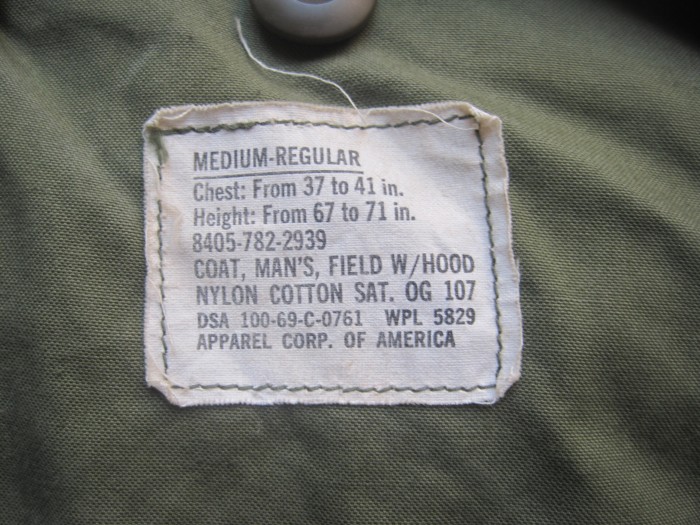 MEDIUM-REGULAR
Chest: From 37 to 41 in.
Height: From 67 to 71 in.
8405-782-2939
COAT, MAN'S, FIELD W/HOOD
NYLON COTTON SAT. OG 107
DSA 100-69-C-0761 WPL 5829
APPAREL CORP. OF AMERICA